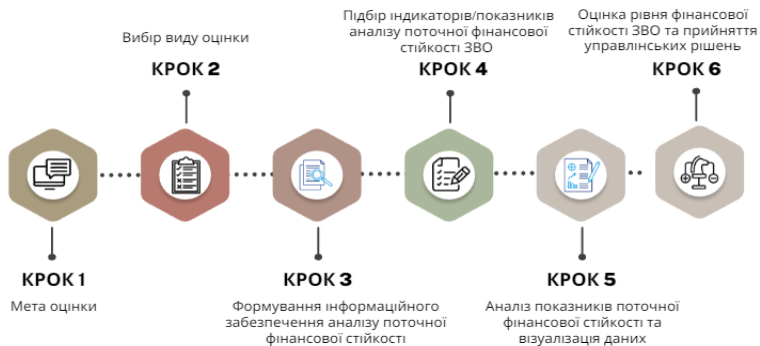 КРОК 1
Мета оцінки
Вибір виду оцінки
КРОК 2
КРОК 3
Формування інформаційного
забезпечення аналізу поточної
фінансової стійкості
Підбір індикаторів/показників
аналізу поточної фінансової
стійкості ЗВО
КРОК 4
КРОК 5
Аналіз показників поточної
фінансової стійкості та
візуалізація даних
Оцінка рівня фінансової
стійкості ЗВО та прийняття
управлінських рішень
КРОК 6